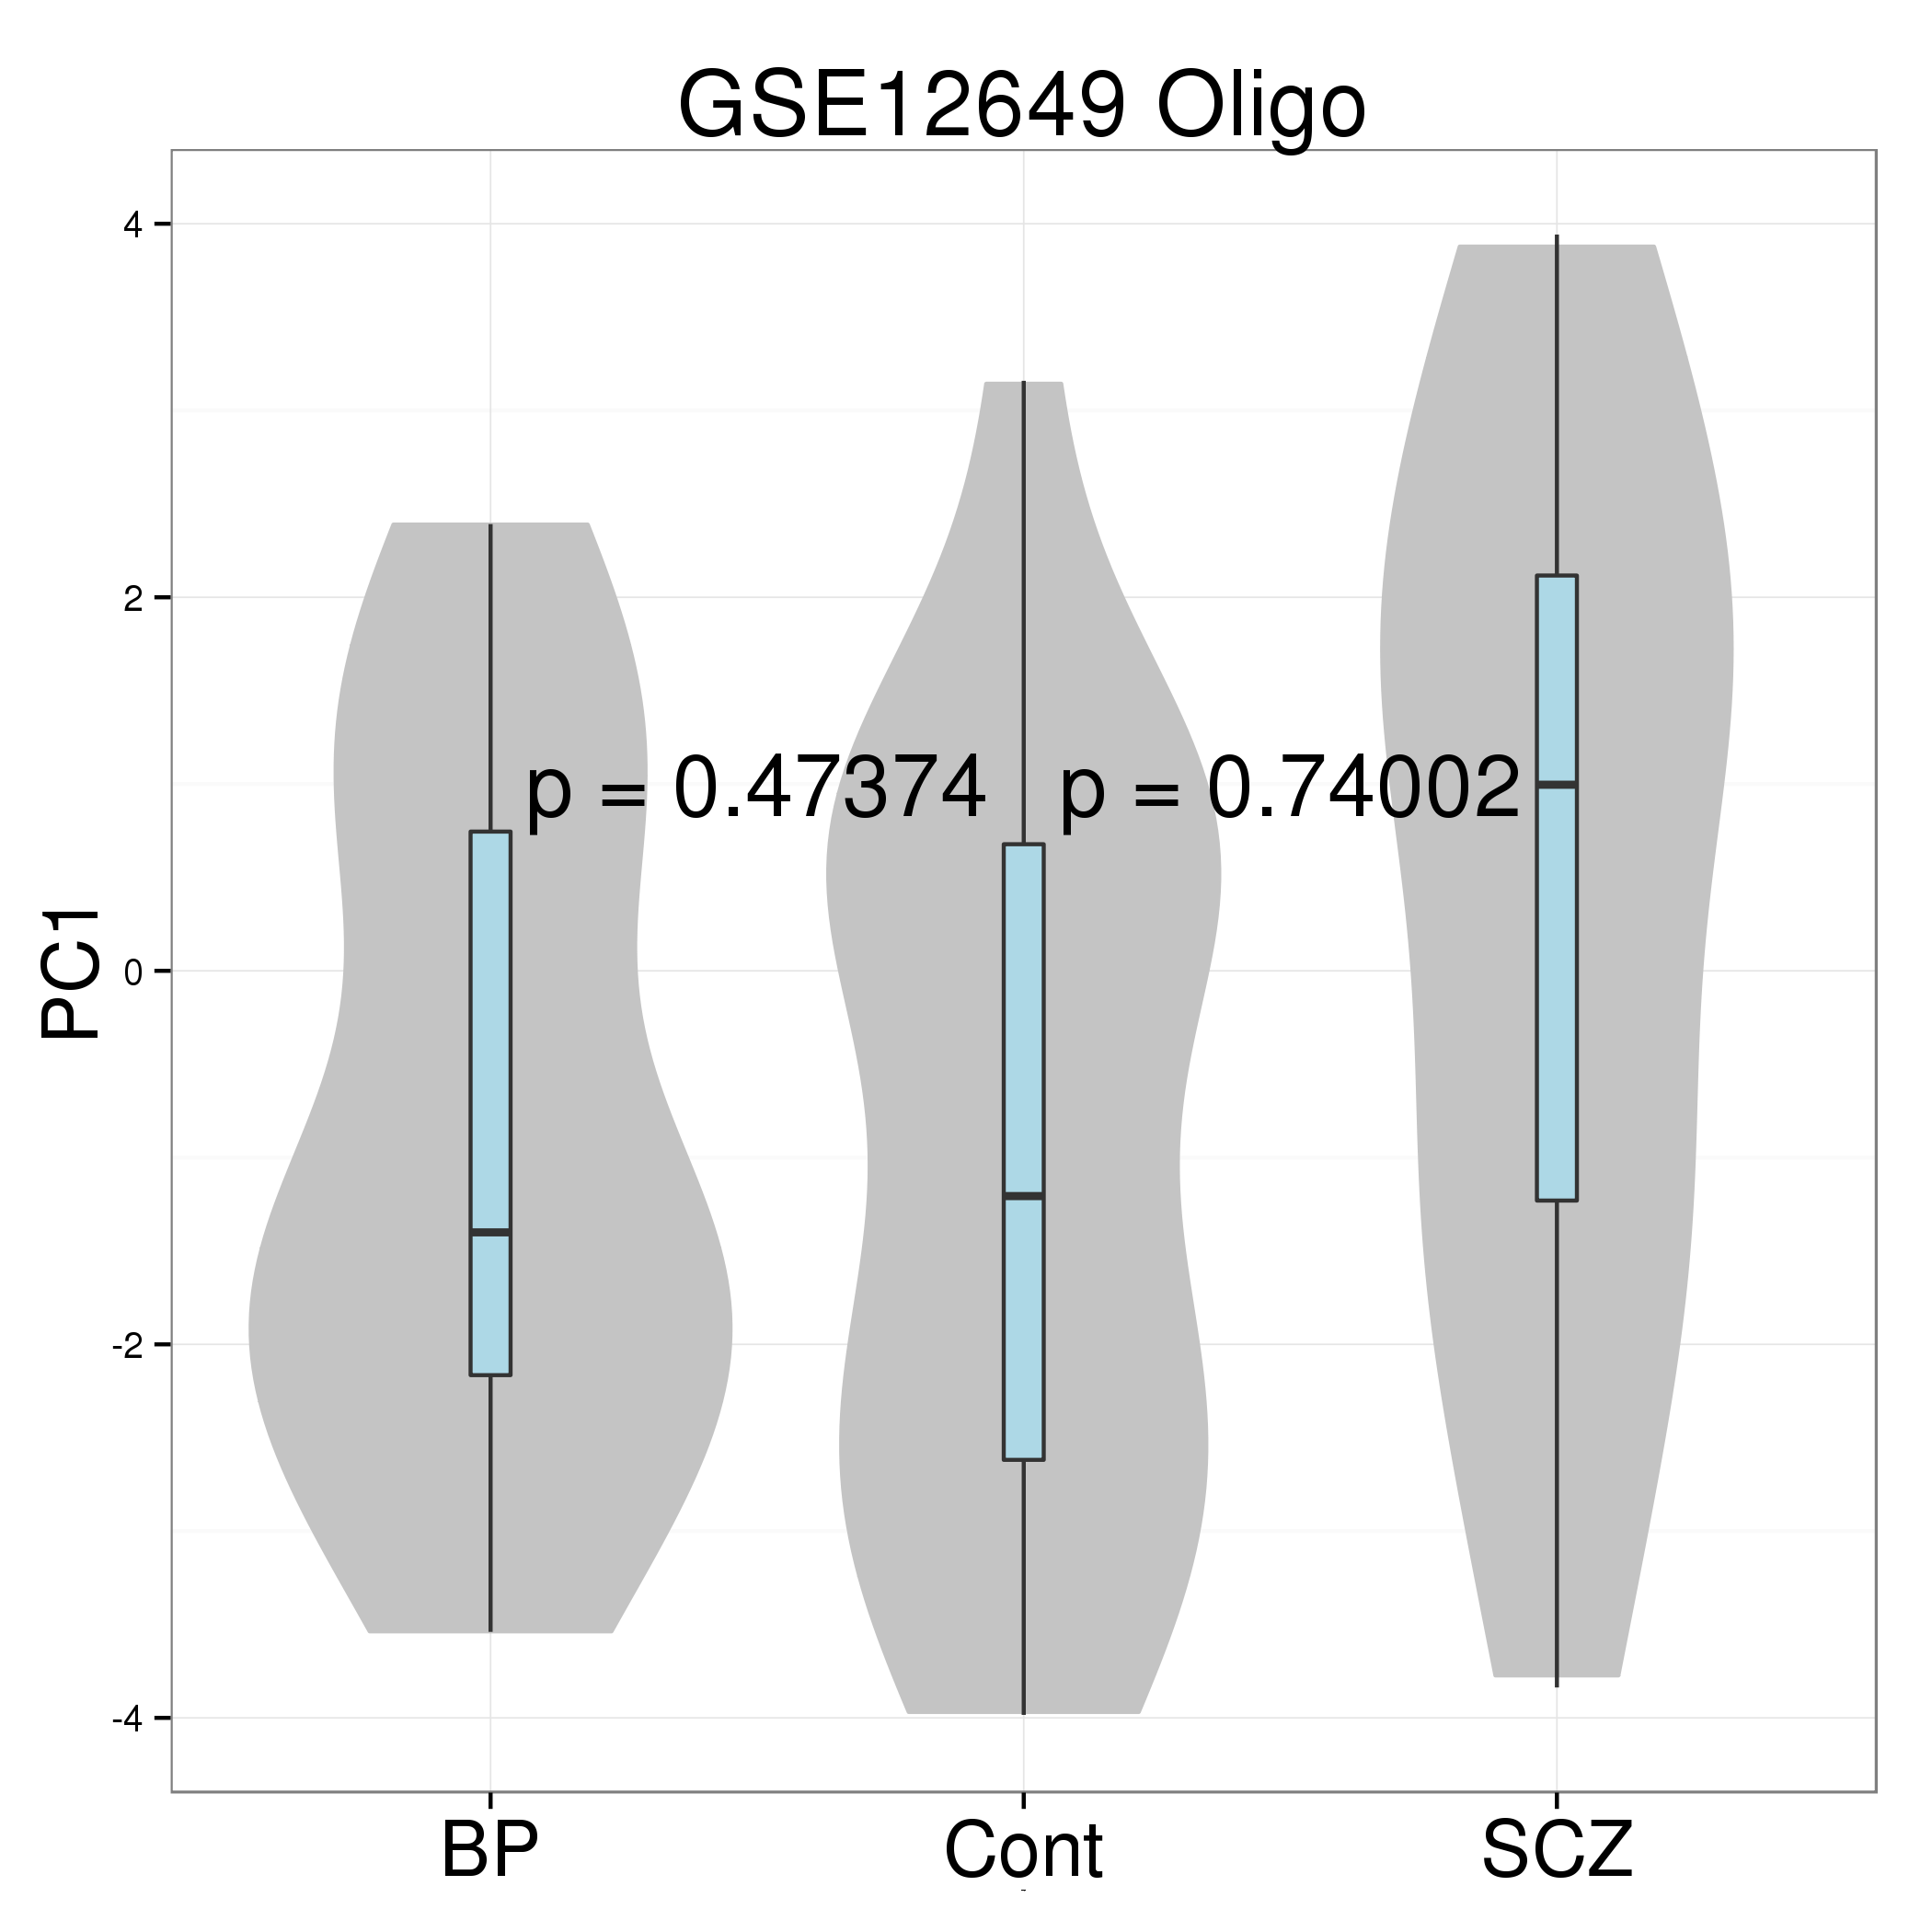 GSE12649 Oligo
4
2
0
-2
-4
PC1
p = 0.47374 p = 0.74002
BP Cont SCZ